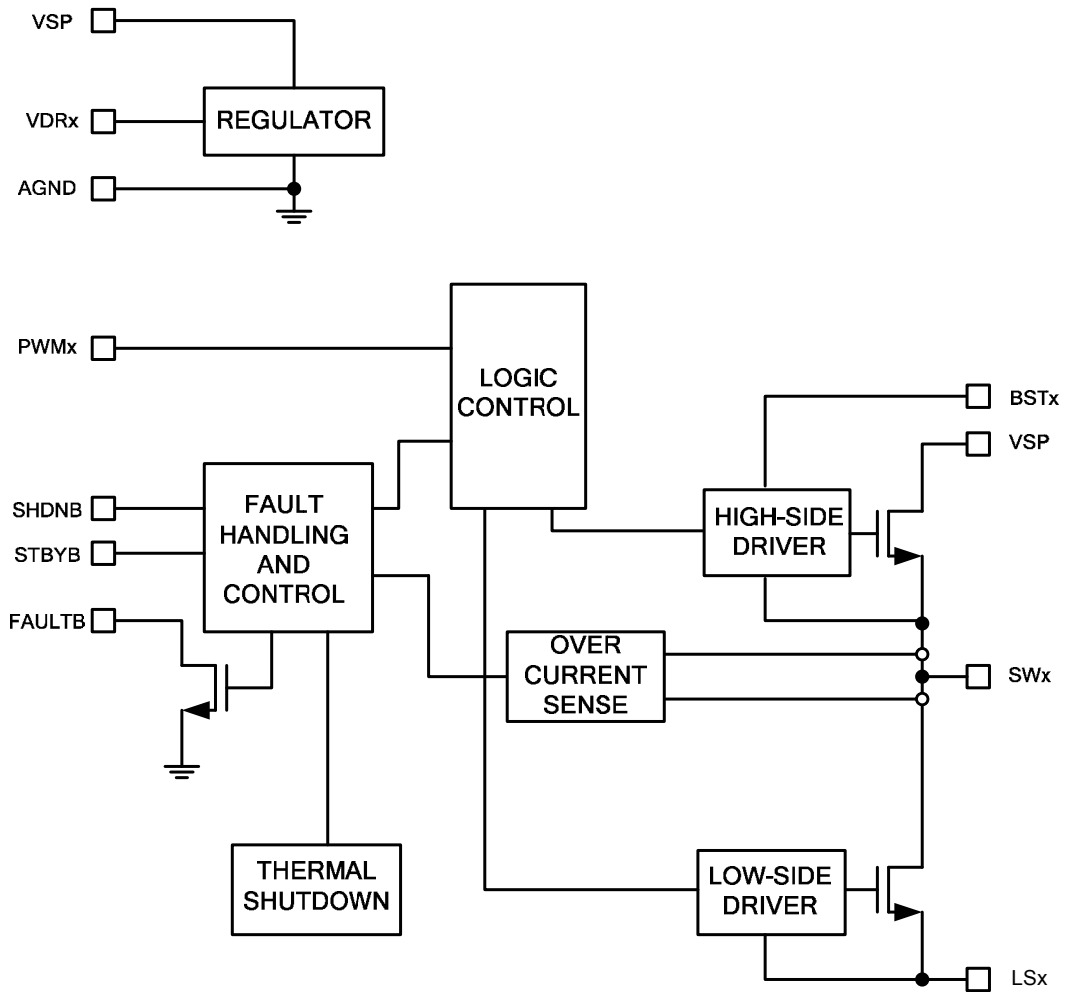 VSP
VDRx
REGULATOR
AGND
PWMx
LOGIC
CONTROL
BSTx
VSP
SHDNB
STBYB
FAULTB
FAULT
HANDLING
AND
CONTROL
HIGH-SIDE
DRIVER
OVER
CURRENT
SENSE
SWx
THERMAL
SHUTDOWN
LOW-SIDE
DRIVER
LSx